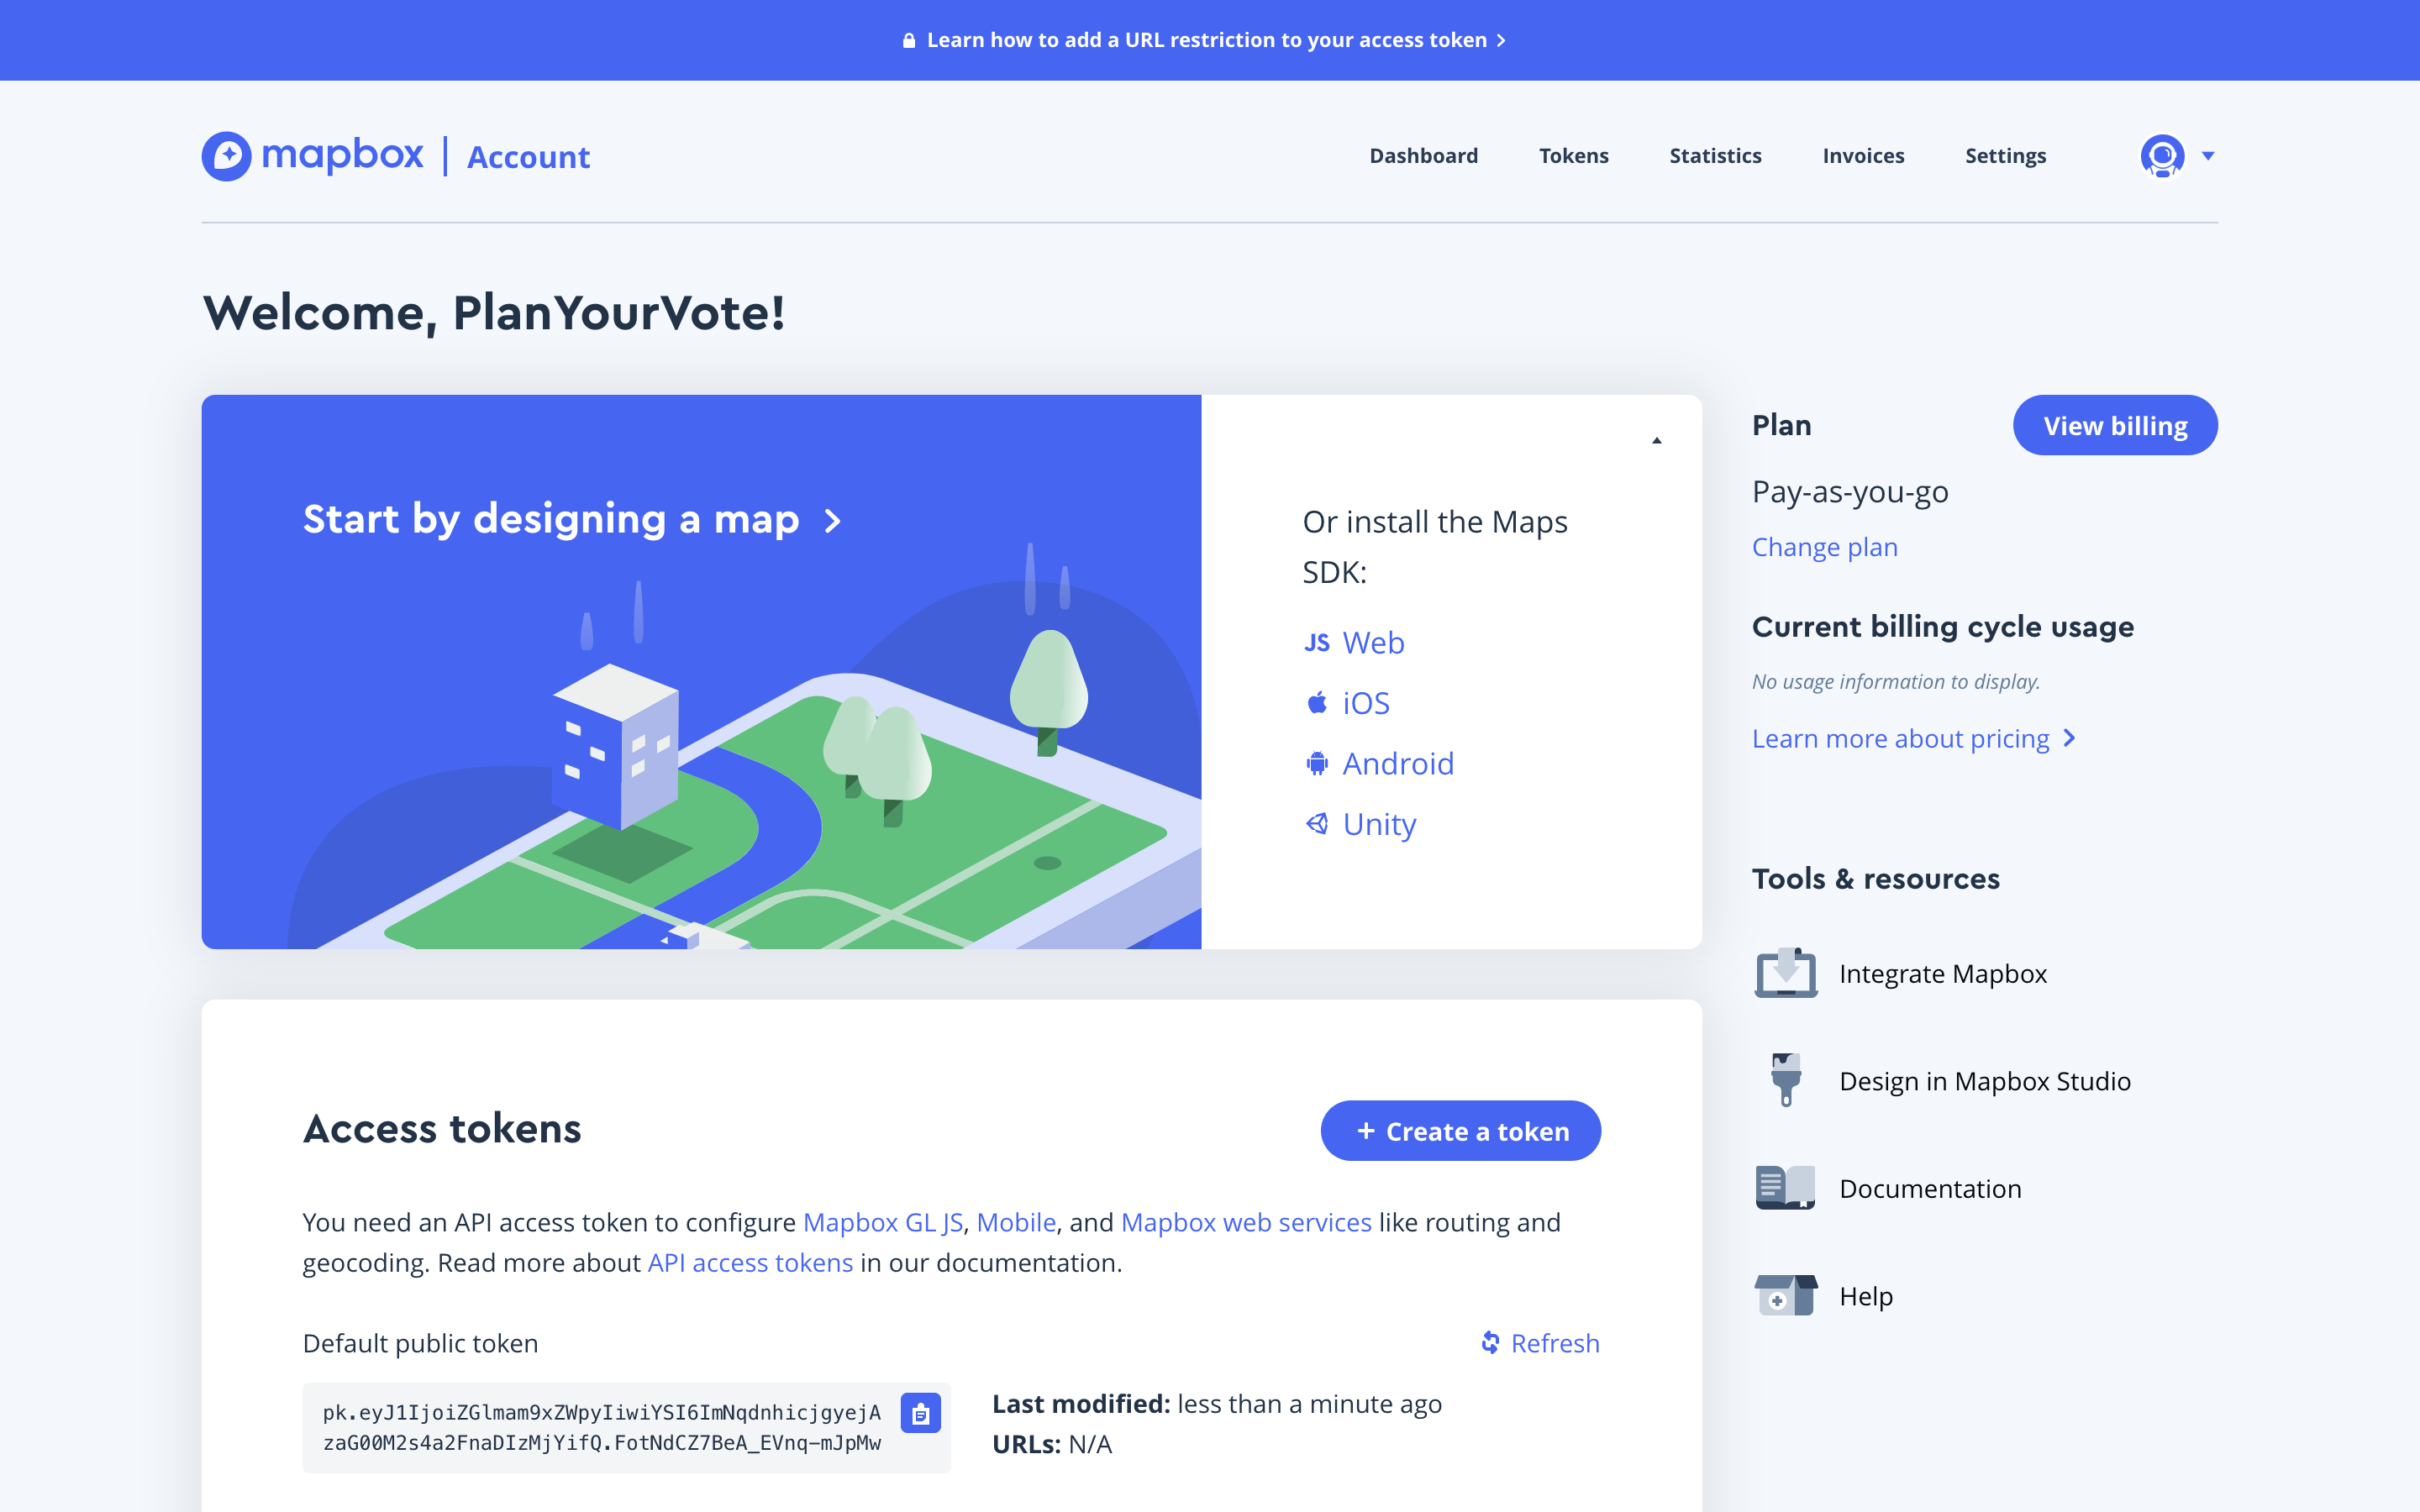 Learn how to add a URL restriction to your access token
mapbox | Account
Dashboard Tokens Statistics Invoices Settings
Welcome, PlanYourVote!
Start by designing a map
Or install the Maps
SDK:
JS Web
iOS
Android
Unity
Plan
View billing
Pay-as-you-go
Change plan
Current billing cycle usage
No usage information to display.
Learn more about pricing
Tools & resources
Integrate Mapbox
Design in Mapbox Studio
Documentation
Help
Access tokens
+ Create a token
You need an API access token to configure Mapbox GL JS, Mobile, and Mapbox web services like routing and
geocoding. Read more about API access tokens in our documentation.
Default public token
Refresh
pk.eyJ1IjoiZGlmam9xZWpyIiwiYSI6ImNqdnhicjgyejA
zaG00M2s4a2FnaDIzMjYifQ.FotNdCZ7BeA_EVnq-mJpMw
Last modified: less than a minute ago
URLs: N/A